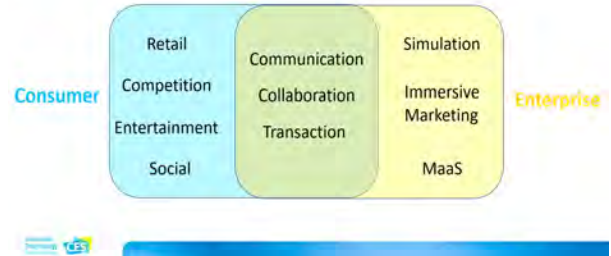 Consumer
Retail
Competition
Entertainment
Social
Communication
Collaboration
Transaction
Simulation
Immersive
Marketing
MaaS
Enterprise
CES